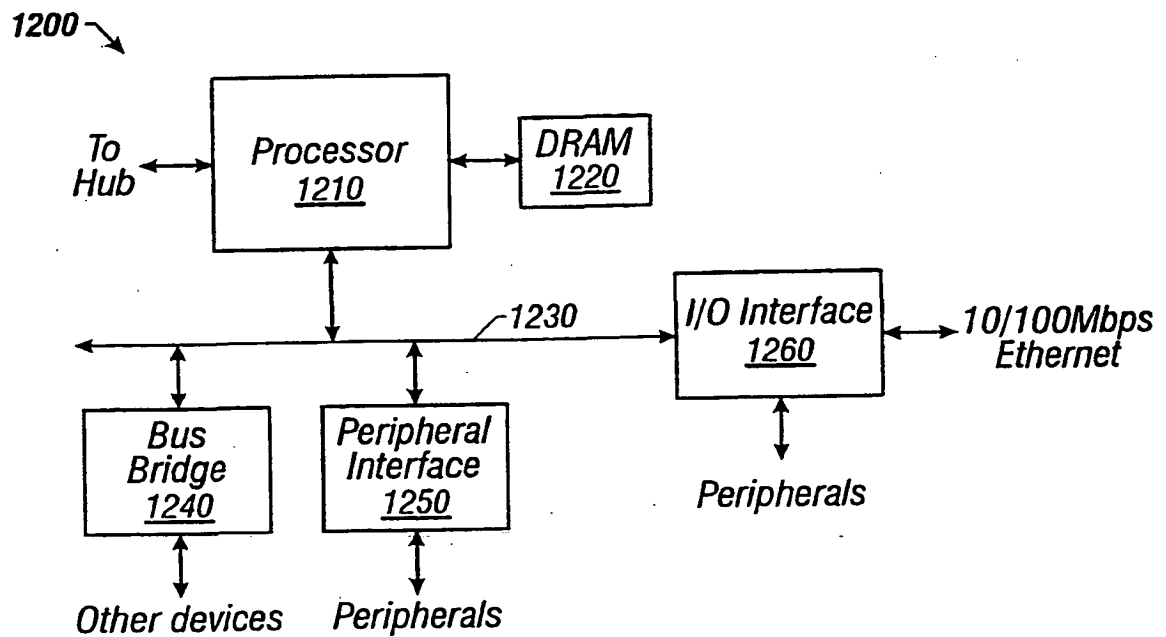 1200
To
Hub
Processor
1210
DRAM
1220
1230
I/O Interface
1260
10/100Mbps
Ethernet
Bus
Bridge
1240
Peripheral
Interface
1250
Peripherals
Other devices
Peripherals